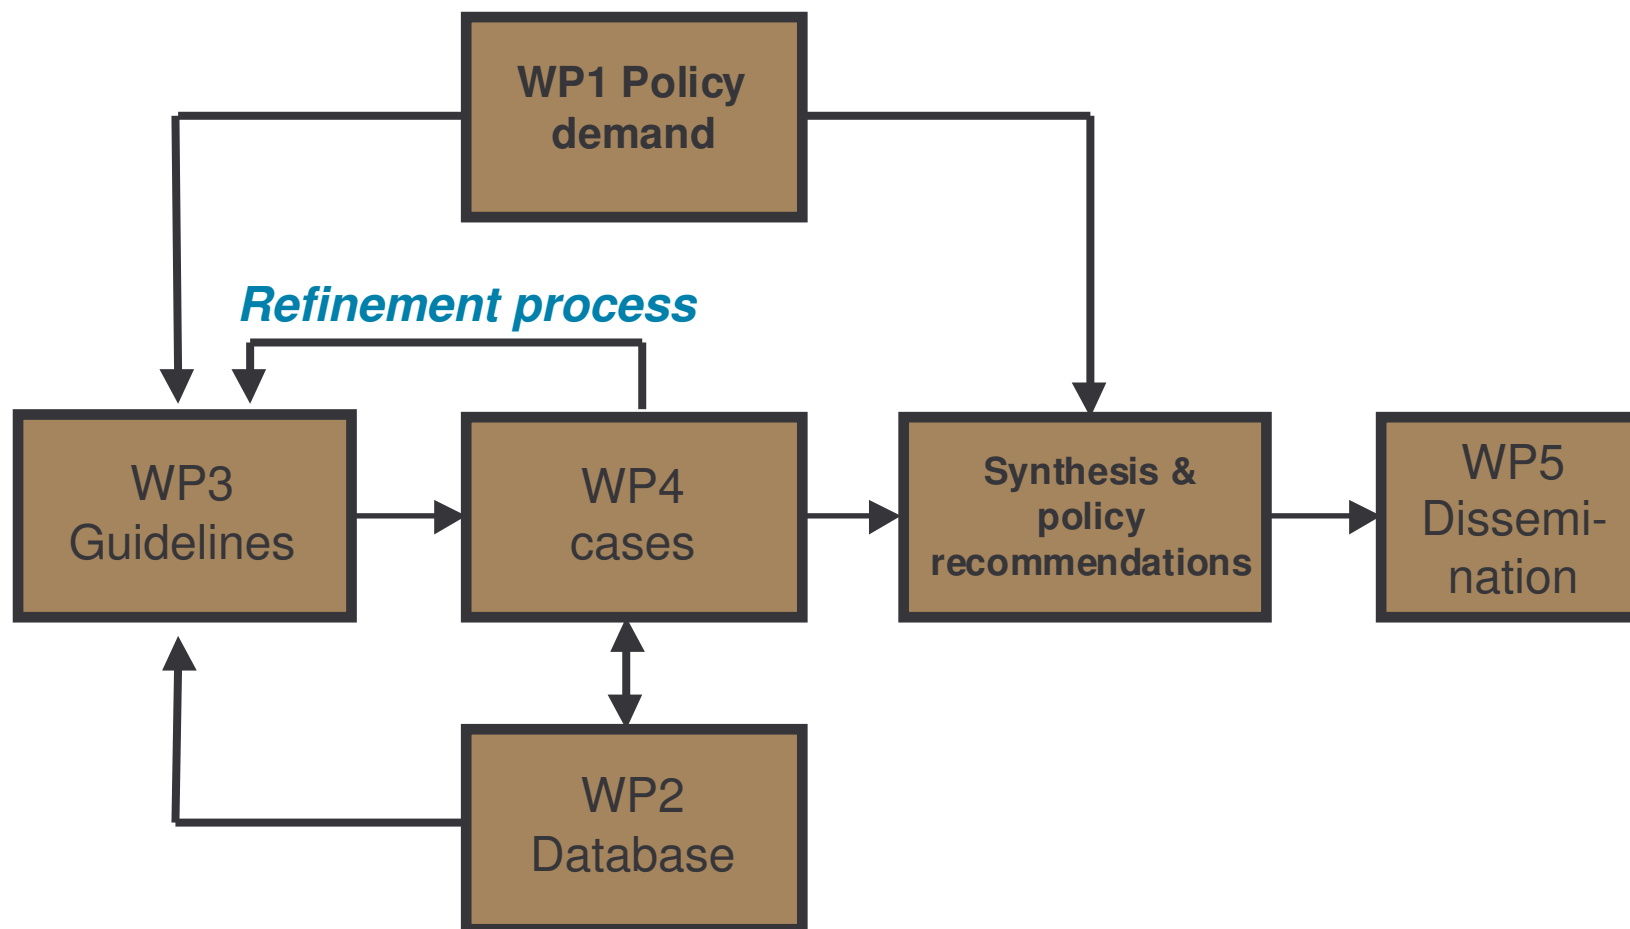 WP1 Policy
demand
Refinement process
WP3
Guidelines
WP4
cases
Synthesis &
policy
recommendations
WP5
Dissemi-
nation
WP2
Database